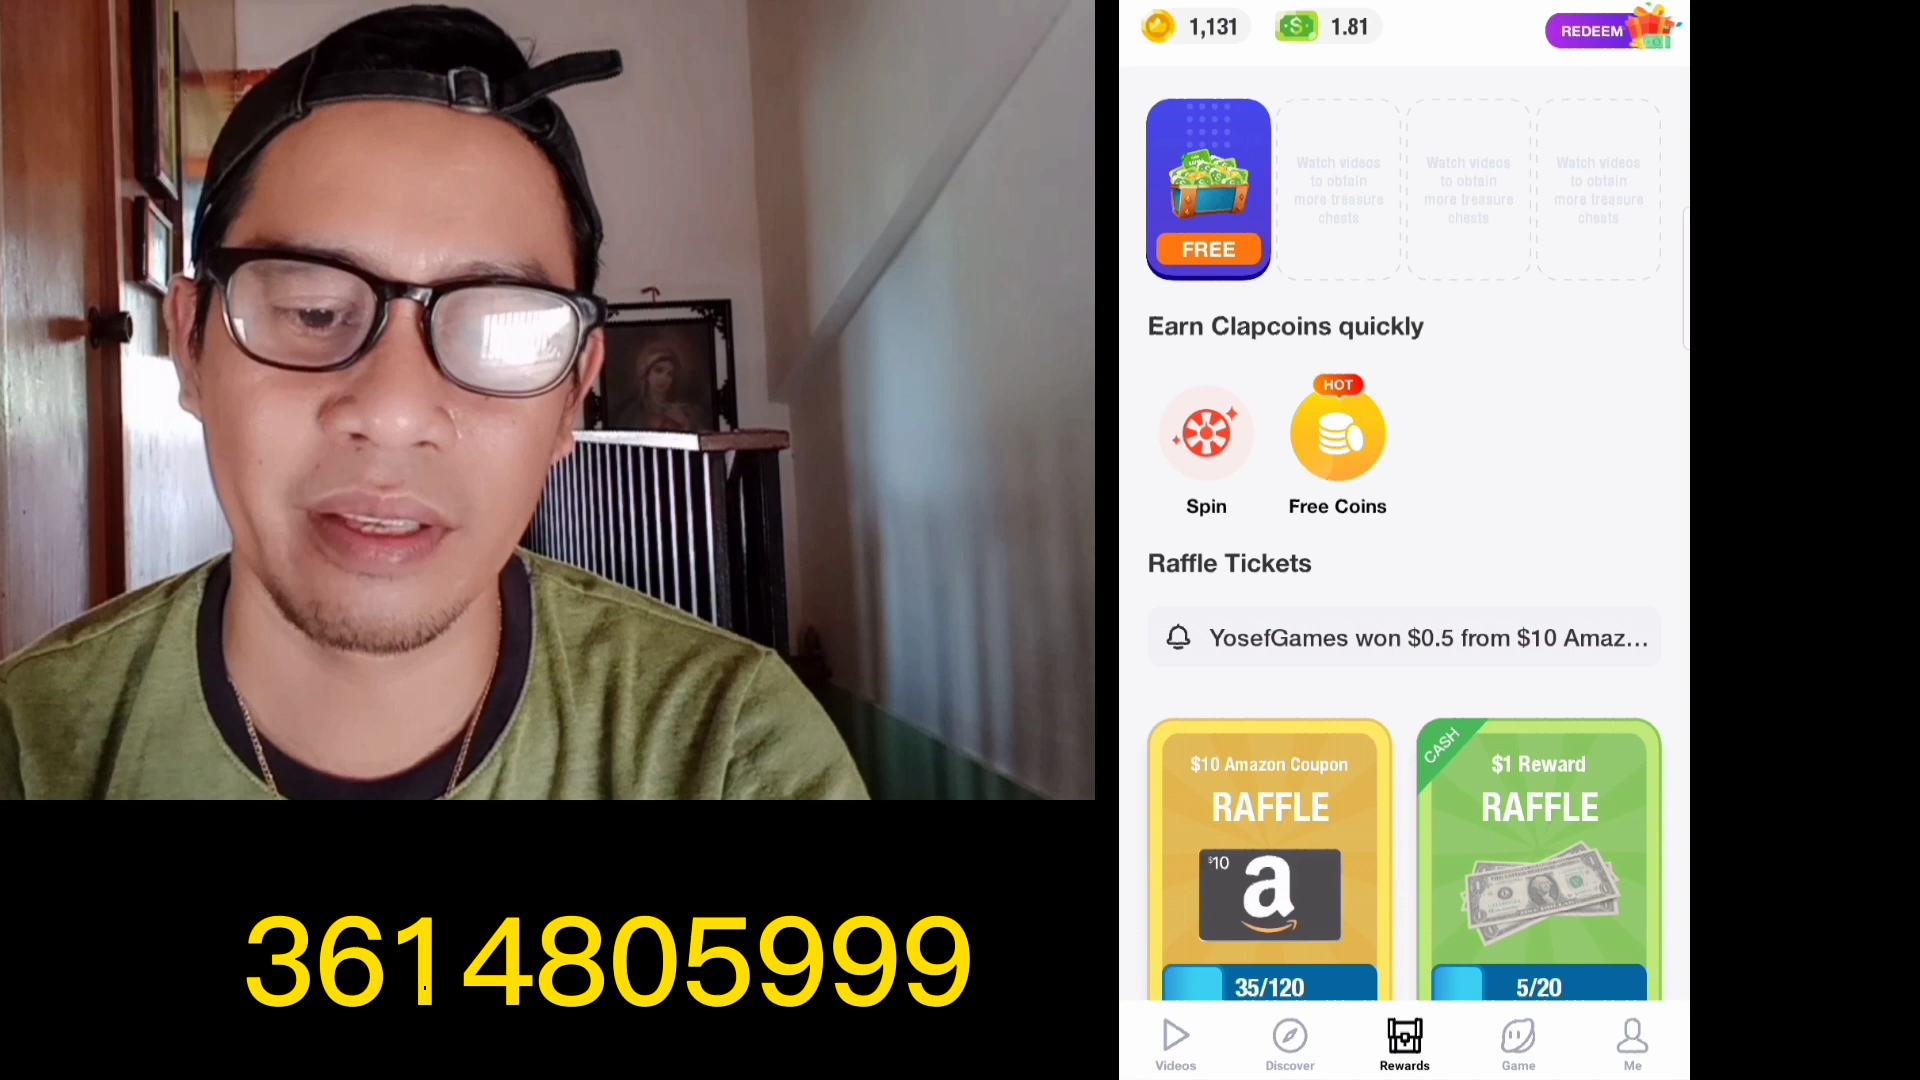 1,131
1.81
REDEEM
FREE
Watch videos
to obtain
more treasure
chests
Watch videos
to obtain
more treasure
chests
Watch videos
to obtain
more treasure
chests
Earn Clapcoins quickly
HOT
Spin
Free Coins
Raffle Tickets
YosefGames won $0.5 from $10 Amaz...
$10 Amazon Coupon
RAFFLE
$10
a
35/120
CASH
$1 Reward
RAFFLE
5/20
Videos
Discover
Rewards
Game
Me
3614805999